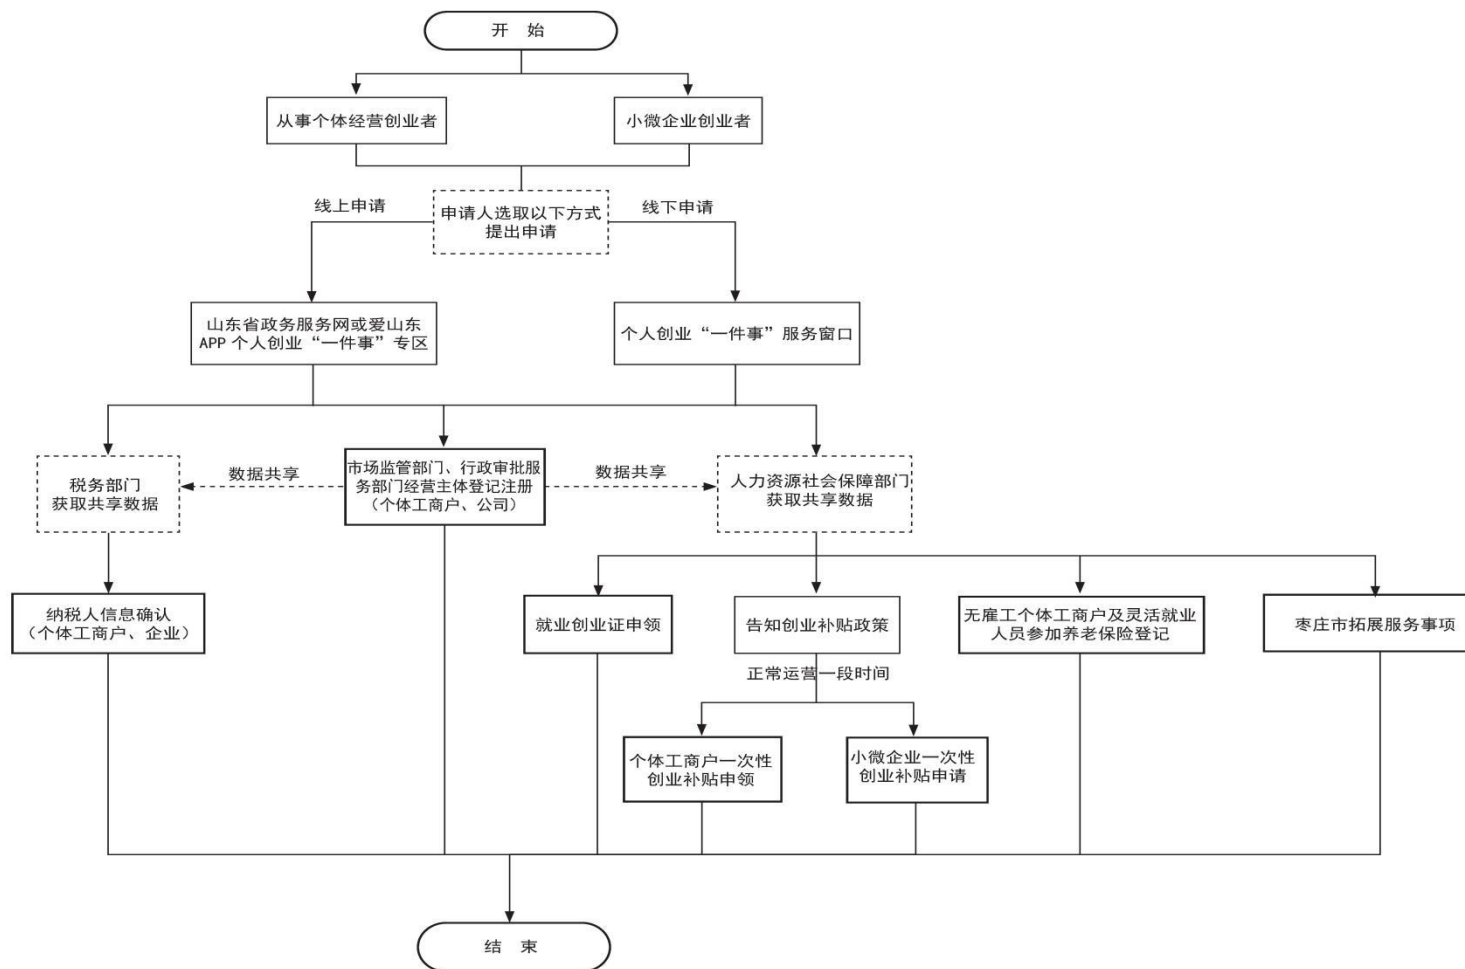 开 始
从事个体经营创业者
小微企业创业者
线上申请
申请人选取以下方式
提出申请
线下申请
山东省政务服务网或爱山东
APP 个人创业“一件事”专区
个人创业“一件事”服务窗口
税务部门
获取共享数据
数据共享
市场监管部门、行政审批服
务部门经营主体登记注册
（个体工商户、公司）
数据共享
人力资源社会保障部门
获取共享数据
纳税人信息确认
（个体工商户、企业）
就业创业证申领
告知创业补贴政策
无雇工个体工商户及灵活就业
人员参加养老保险登记
枣庄市拓展服务事项
正常运营一段时间
个体工商户一次性
创业补贴申领
小微企业一次性
创业补贴申请
结 束